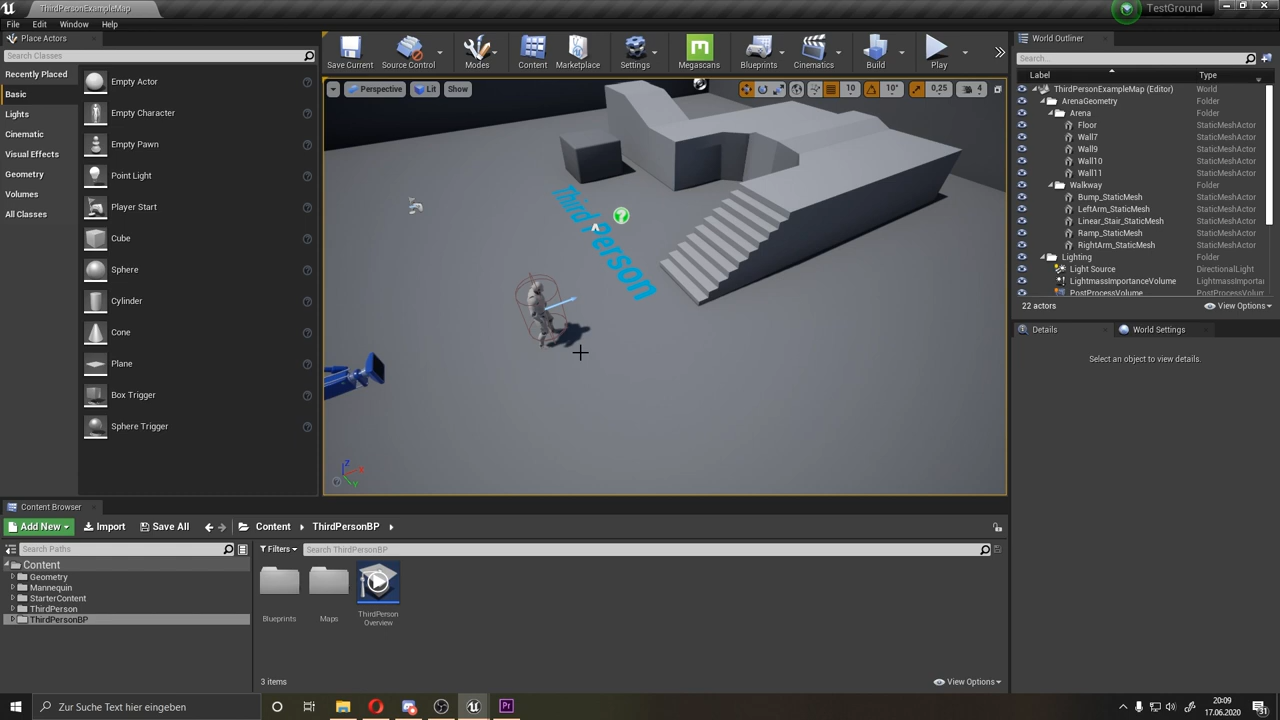 ThirdPersonExampleMap
TestGround
File Edit Window Help
Place Actors
Search Classes
Recently Placed
Basic
Lights
Cinematic
Visual Effects
Geometry
Volumes
All Classes
Empty Actor
Empty Character
Empty Pawn
Point Light
Player Start
Cube
Sphere
Cylinder
Cone
Plane
Box Trigger
Sphere Trigger
Save Current
Source Control
Modes
Content
Marketplace
Settings
Megascans
Blueprints
Cinematics
Build
Play
Perspective
Lit
Show
10
10°
0,25
4
Third Person
World Outliner
Search...
Label Type
ThirdPersonExampleMap (Editor) World
ArenaGeometry Folder
Arena Folder
Floor StaticMeshActor
Wall7 StaticMeshActor
Wall9 StaticMeshActor
Wall10 StaticMeshActor
Wall11 StaticMeshActor
Walkway Folder
Bump_StaticMesh StaticMeshActor
LeftArm_StaticMesh StaticMeshActor
Linear_Stair_StaticMesh StaticMeshActor
Ramp_StaticMesh StaticMeshActor
RightArm_StaticMesh StaticMeshActor
Lighting Folder
Light Source DirectionalLight
LightmassImportanceVolume LightmassImporta
PostProcessVolume PostProcessVolum
22 actors
View Options
Details
World Settings
Select an object to view details.
Content Browser
Add New
Import
Save All
Content
ThirdPersonBP
Search Paths
Filters
Search ThirdPersonBP
Content
Geometry
Mannequin
StarterContent
ThirdPerson
ThirdPersonBP
Blueprints
Maps
ThirdPerson
Overview
3 items
View Options
Zur Suche Text hier eingeben
20:09
17.06.2020
31